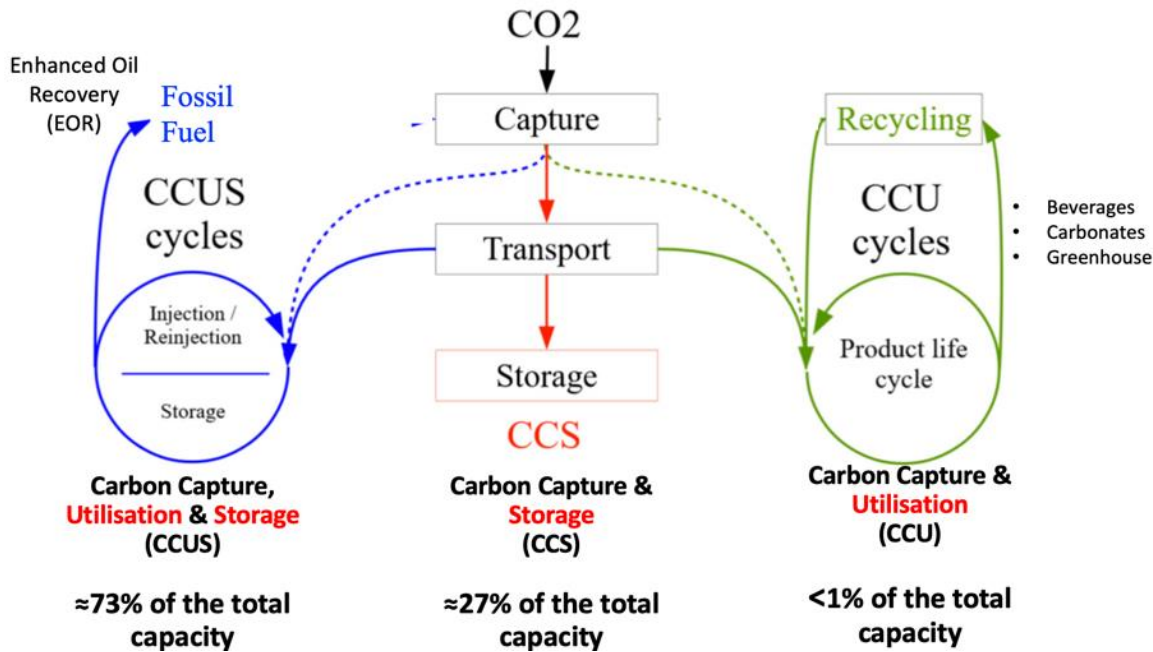 CO2
Enhanced Oil
Recovery
(EOR)
Fossil
Fuel
Capture
Recycling
CCUS
cycles
CCU
cycles
• Beverages
• Carbonates
• Greenhouse
Transport
Injection /
Reinjection
Storage
Storage
Product life
cycle
CCS
Carbon Capture,
Utilisation & Storage
(CCUS)
Carbon Capture &
Storage
(CCS)
Carbon Capture &
Utilisation
(CCU)
≈73% of the total
capacity
≈27% of the total
capacity
<1% of the total
capacity